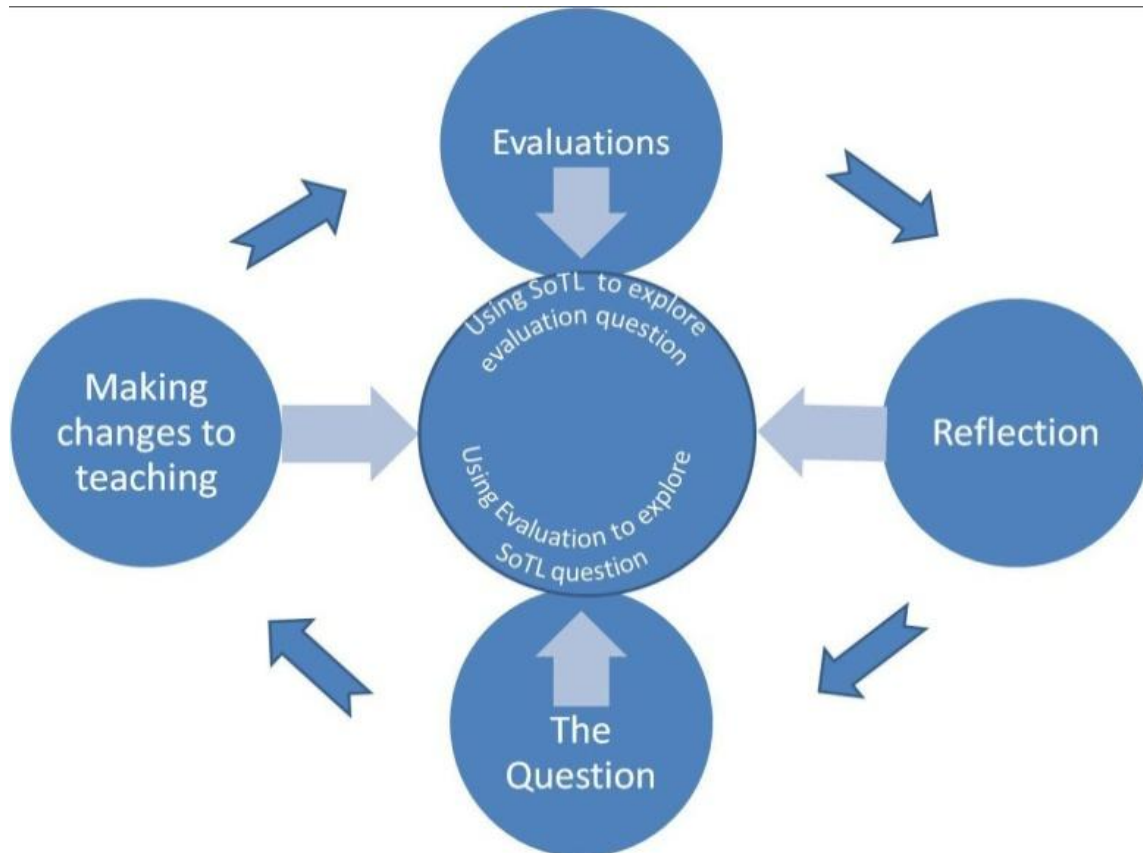 Evaluations
Using SoTL to explore
evaluation question
Making
changes to
teaching
Reflection
Using Evaluation to explore
SoTL question
The
Question